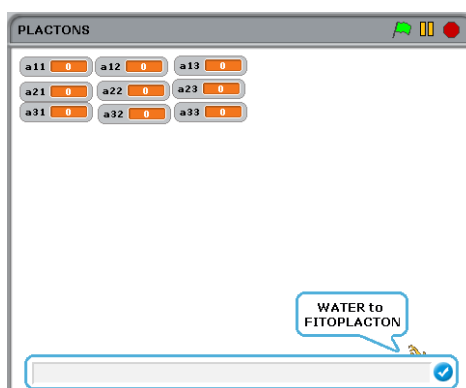 PLACTONS
a11 0 a12 0 a13 0
a21 0 a22 0 a23 0
a31 0 a32 0 a33 0
WATER to
FITOPLACTON